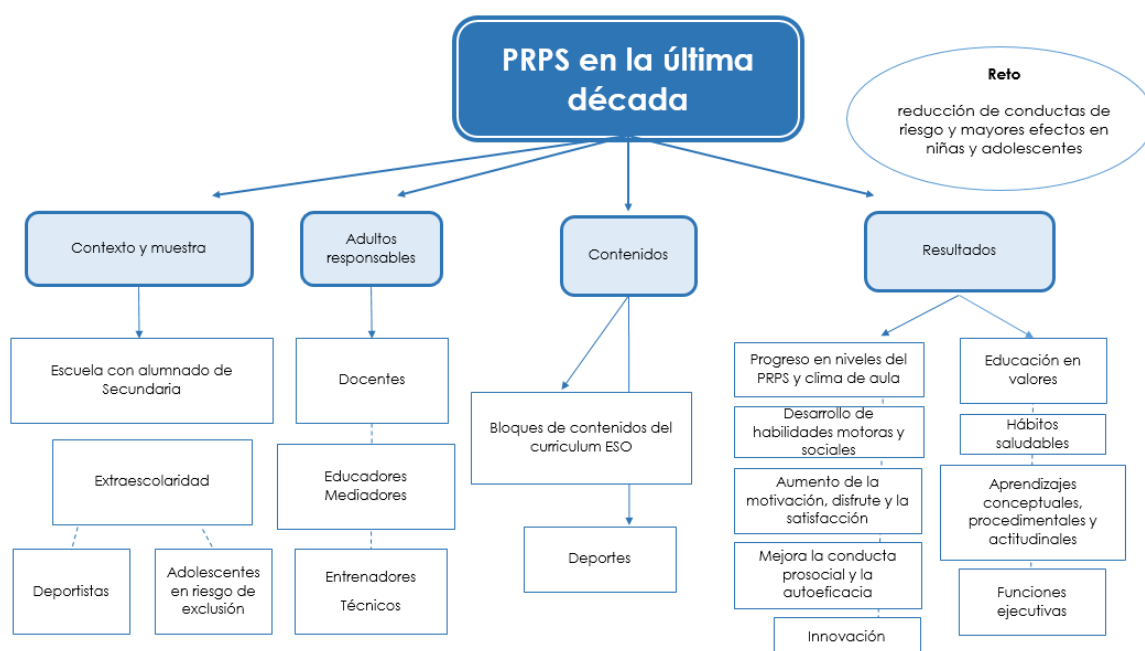 PRPS en la última
década
Reto
reducción de conductas de
riesgo y mayores efectos en
niñas y adolescentes
Contexto y muestra
Adultos
responsables
Contenidos
Resultados
Escuela con alumnado de
Secundaria
Extraescolaridad
Deportistas
Adolescentes
en riesgo de
exclusión
Docentes
Educadores
Mediadores
Entrenadores
Técnicos
Bloques de contenidos del
curriculum ESO
Deportes
Progreso en niveles del
PRPS y clima de aula
Desarrollo de
habilidades motoras y
sociales
Aumento de la
motivación, disfrute y la
satisfacción
Mejora la conducta
prosocial y la
autoeficacia
Innovación
Educación en
valores
Hábitos
saludables
Aprendizajes
conceptuales,
procedimentales y
actitudinales
Funciones
ejecutivas